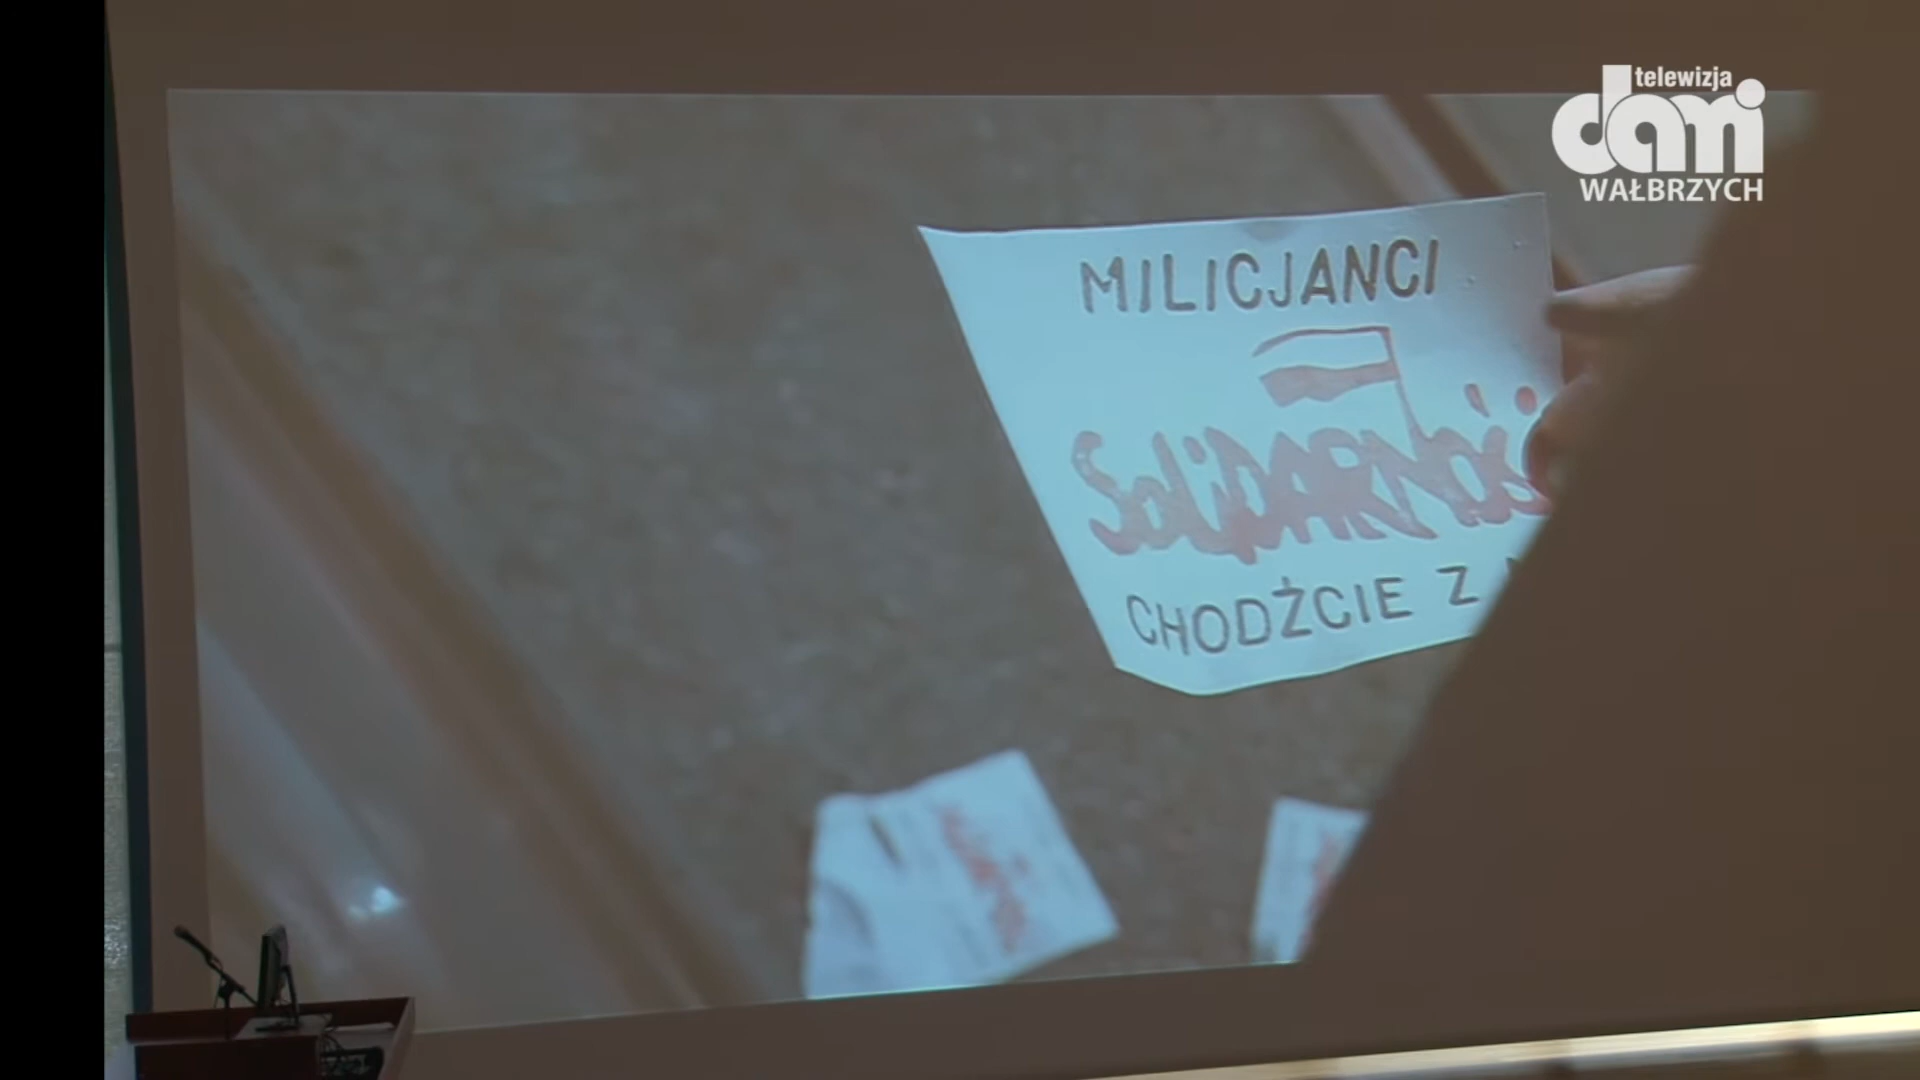 telewizja
dami
WAŁBRZYCH
MILICJANCI
SOLIDARNOŚĆ
CHODŹCIE Z